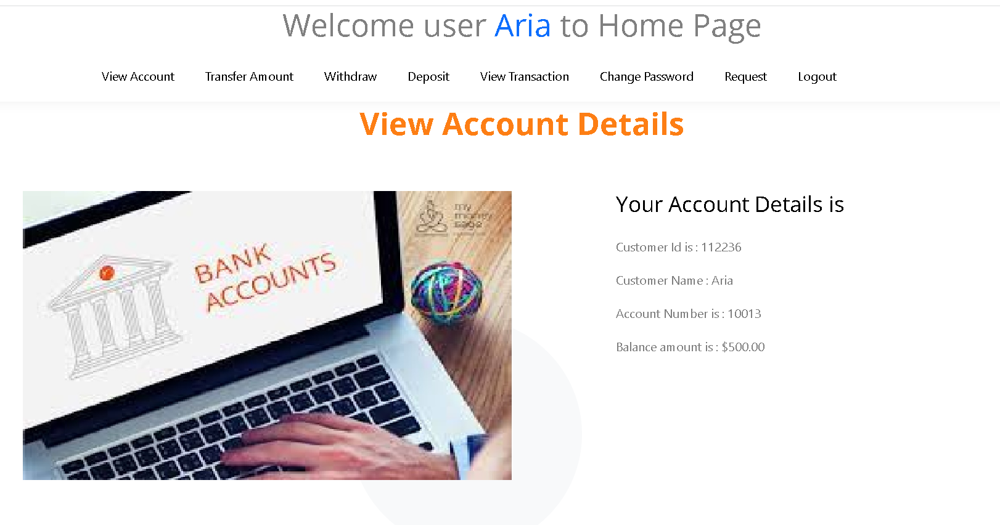 Welcome user Aria to Home Page
View Account Transfer Amount Withdraw Deposit View Transaction Change Password Request Logout
View Account Details
my
money
sage
BANK
ACCOUNTS
Your Account Details is
Customer Id is : 112236
Customer Name : Aria
Account Number is : 10013
Balance amount is : $500.00